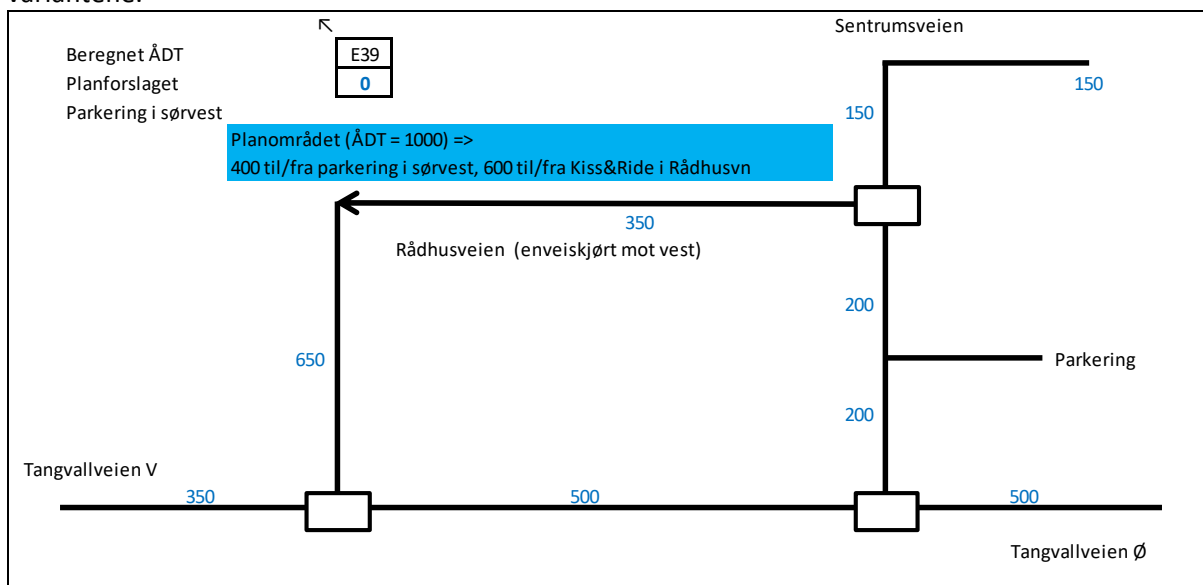 Sentrumsveien
Beregnet ÅDT E39
Planforslaget 0
150
Parkering i sørvest
150
Planområdet (ÅDT = 1000) =>
400 til/fra parkering i sørvest, 600 til/fra Kiss&Ride i Rådhusvn
350
Rådhusveien (enveiskjørt mot vest)
200
650
Parkering
200
Tangvallveien V
350
500
500
Tangvallveien Ø